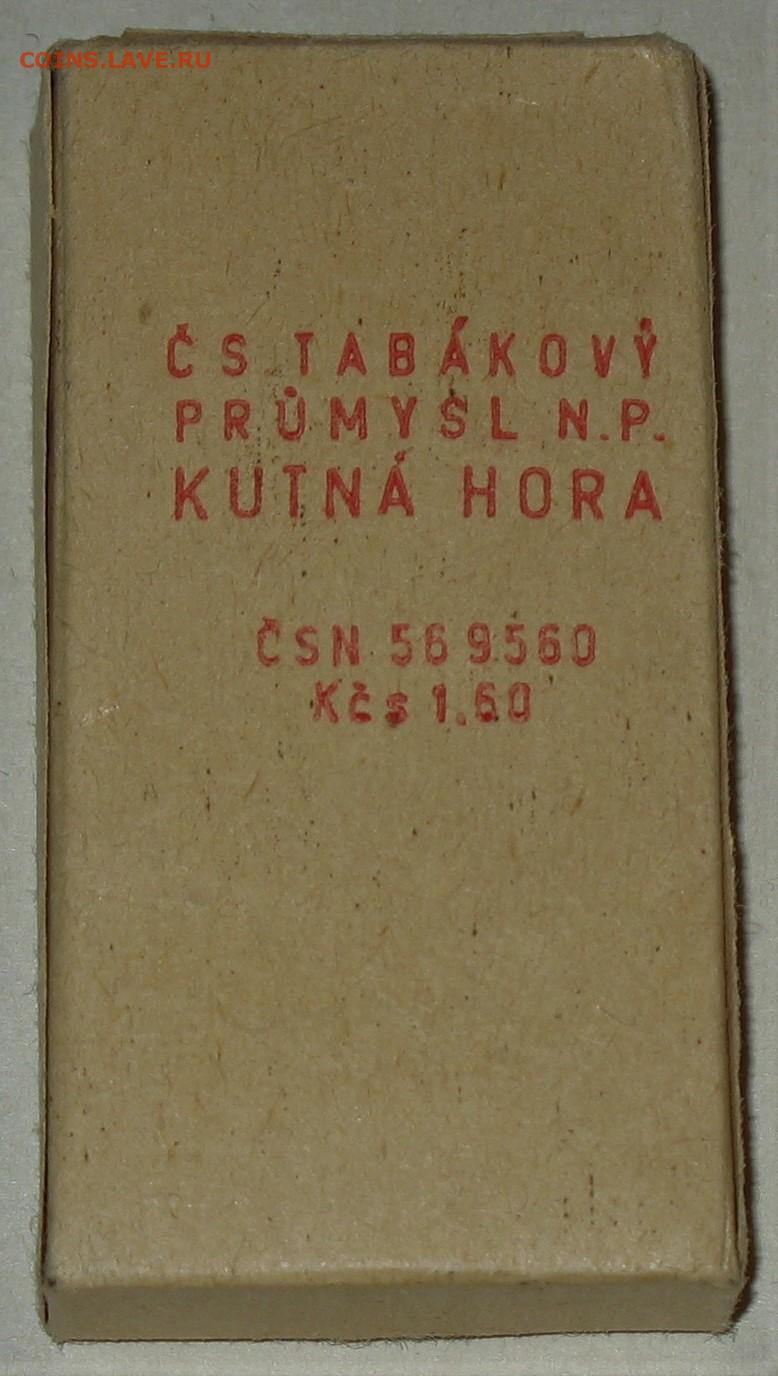 COINS.LAVE.RU
ČS. TABÁKOVÝ
PRŮMYSL N.P.
KUTNÁ HORA
ČSN 56 9560
Kčs 1.60